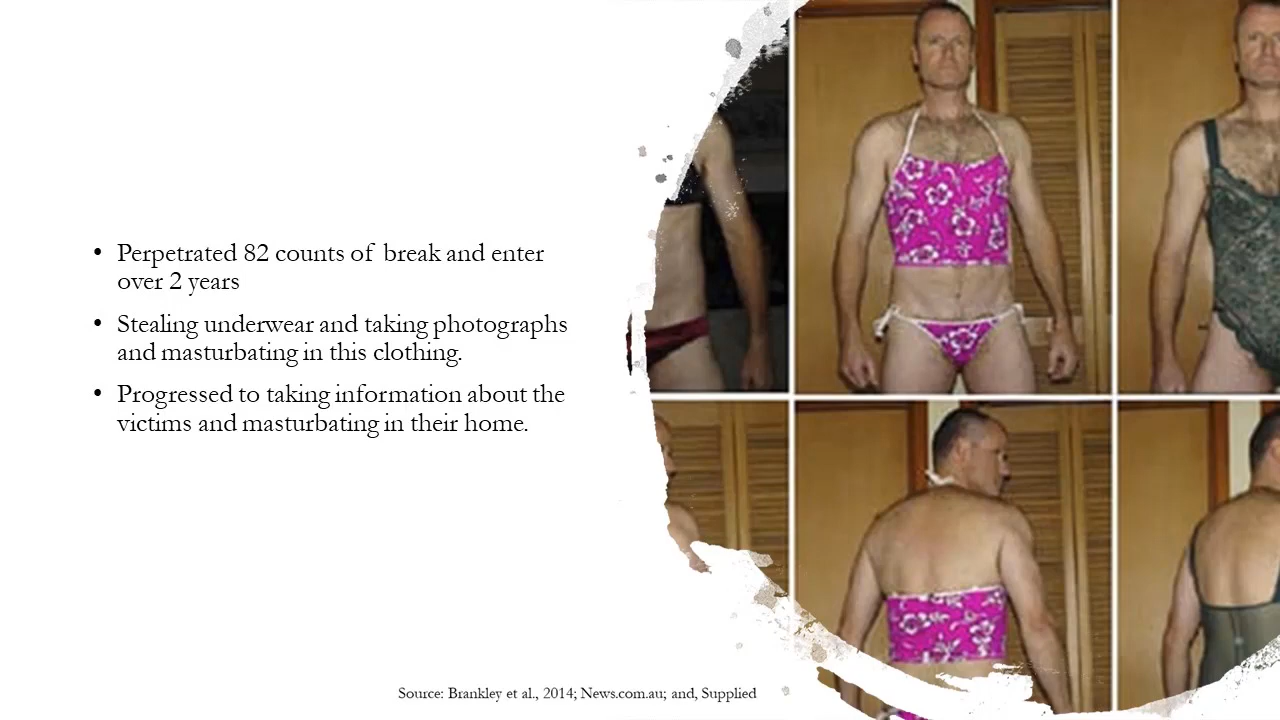 • Perpetrated 82 counts of break and enter
over 2 years
• Stealing underwear and taking photographs
and masturbating in this clothing.
• Progressed to taking information about the
victims and masturbating in their home.
Source: Brankley et al., 2014; News.com.au; and, Supplied